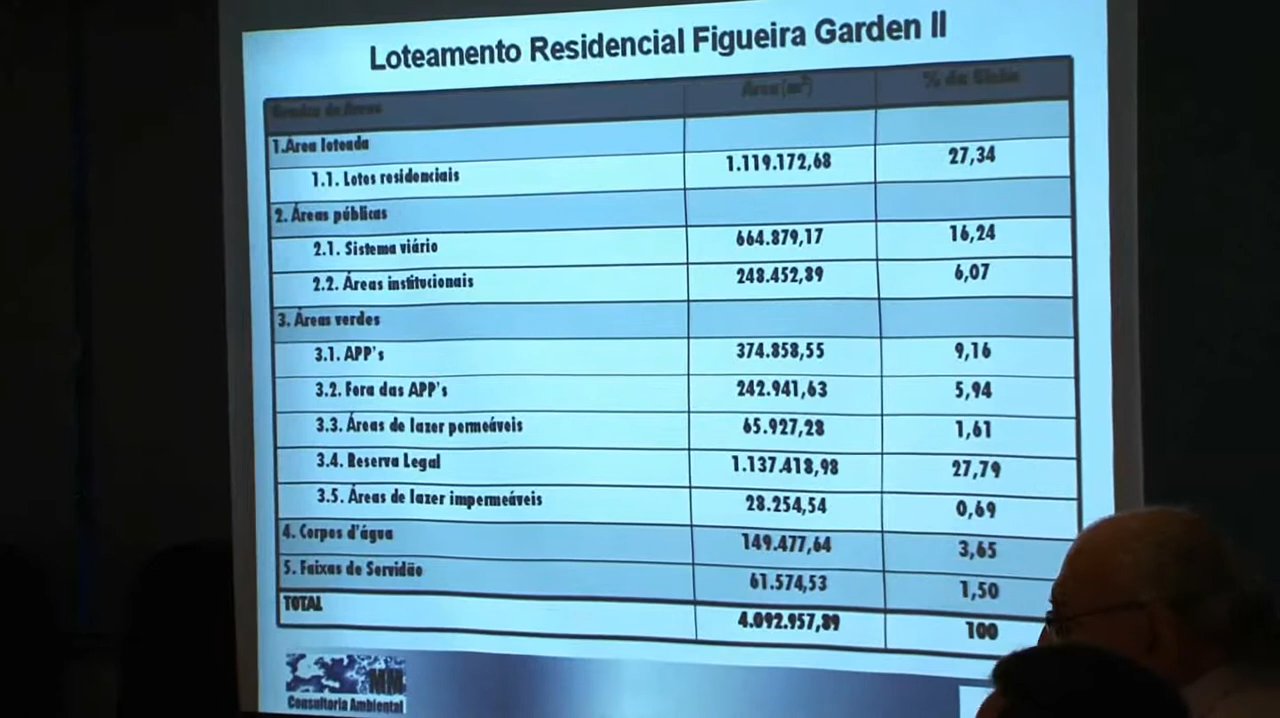 Loteamento Residencial Figueira Garden II
Área (m²) % da Gleba
1.Área loteada
1.1. Lotes residenciais 1.119.172,68 27,34
2. Áreas públicas
2.1. Sistema viário 664.879,17 16,24
2.2. Áreas institucionais 248.452,89 6,07
3. Áreas verdes
3.1. APP's 374.858,55 9,16
3.2. Fora das APP's 242.941,63 5,94
3.3. Áreas de lazer permeáveis 65.927,28 1,61
3.4. Reserva Legal 1.137.418,98 27,79
3.5. Áreas de lazer impermeáveis 28.254,54 0,69
4. Corpos d'água 149.477,64 3,65
5. Faixas de Servidão 61.574,53 1,50
TOTAL 4.092.957,89 100
MM
Consultoria Ambiental